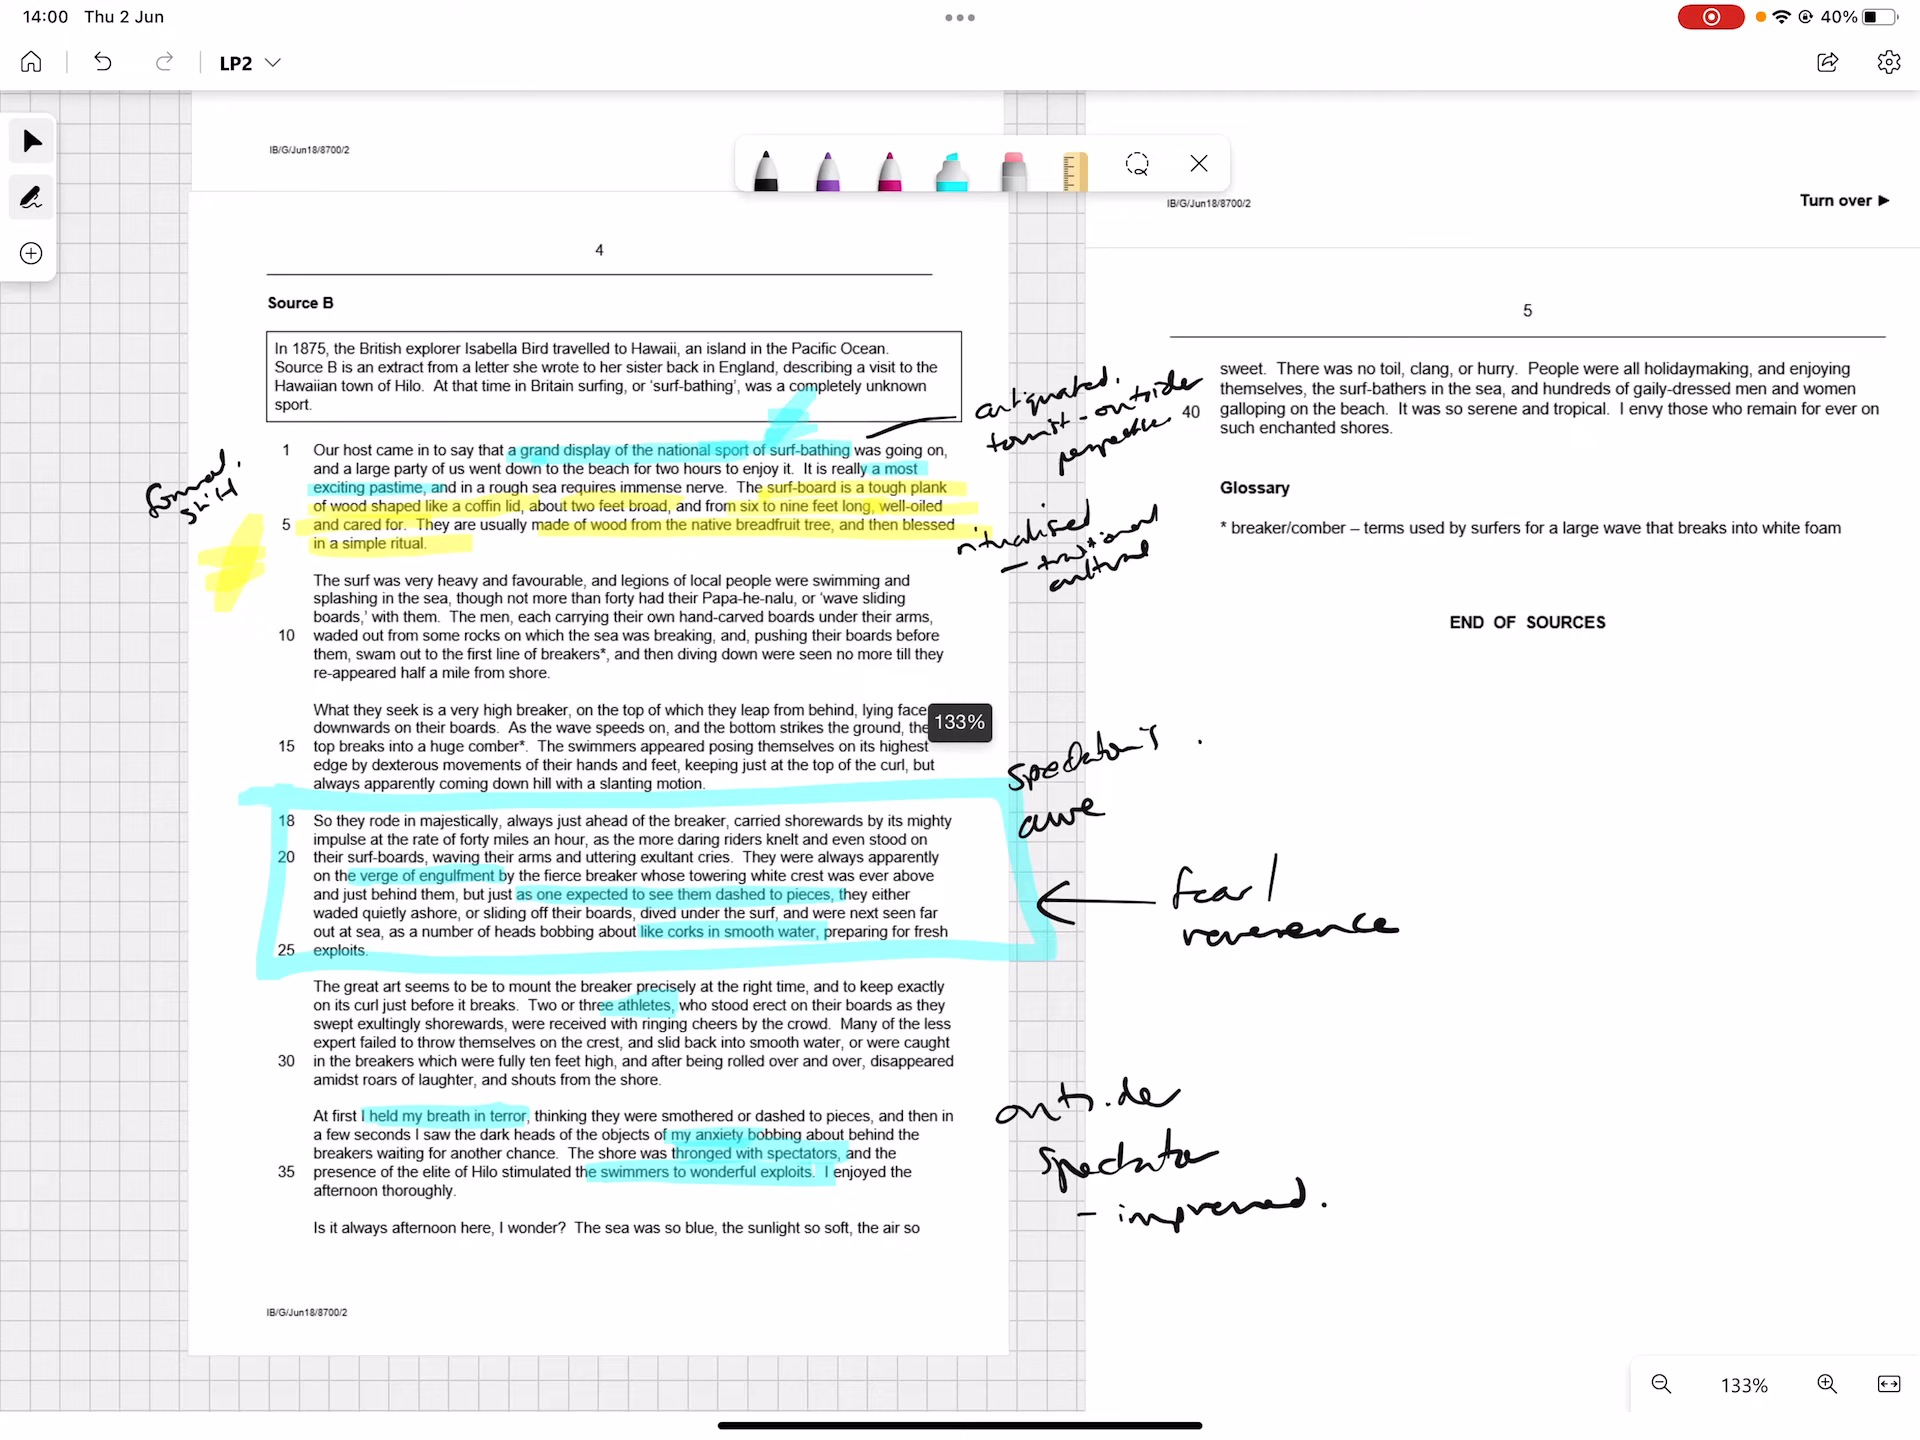 14:00 Thu 2 Jun
40%
LP2
IB/G/Jun18/8700/2
4
Source B
In 1875, the British explorer Isabella Bird travelled to Hawaii, an island in the Pacific Ocean.
Source B is an extract from a letter she wrote to her sister back in England, describing a visit to the
Hawaiian town of Hilo. At that time in Britain surfing, or ‘surf-bathing’, was a completely unknown
sport.
antiquated.
tourist - outsider
perspective
1 Our host came in to say that a grand display of the national sport of surf-bathing was going on,
and a large party of us went down to the beach for two hours to enjoy it. It is really a most
exciting pastime, and in a rough sea requires immense nerve. The surf-board is a tough plank
of wood shaped like a coffin lid, about two feet broad, and from six to nine feet long, well-oiled
5 and cared for. They are usually made of wood from the native breadfruit tree, and then blessed
in a simple ritual.
shift
ritualised
- traditional
cultural
The surf was very heavy and favourable, and legions of local people were swimming and
splashing in the sea, though not more than forty had their Papa-he-nalu, or ‘wave sliding
boards,’ with them. The men, each carrying their own hand-carved boards under their arms,
10 waded out from some rocks on which the sea was breaking, and, pushing their boards before
them, swam out to the first line of breakers*, and then diving down were seen no more till they
re-appeared half a mile from shore.
What they seek is a very high breaker, on the top of which they leap from behind, lying face
downwards on their boards. As the wave speeds on, and the bottom strikes the ground, the
15 top breaks into a huge comber*. The swimmers appeared posing themselves on its highest
edge by dexterous movements of their hands and feet, keeping just at the top of the curl, but
always apparently coming down hill with a slanting motion.
133%
spectator's
awe
18 So they rode in majestically, always just ahead of the breaker, carried shorewards by its mighty
impulse at the rate of forty miles an hour, as the more daring riders knelt and even stood on
20 their surf-boards, waving their arms and uttering exultant cries. They were always apparently
on the verge of engulfment by the fierce breaker whose towering white crest was ever above
and just behind them, but just as one expected to see them dashed to pieces, they either
waded quietly ashore, or sliding off their boards, dived under the surf, and were next seen far
out at sea, as a number of heads bobbing about like corks in smooth water, preparing for fresh
25 exploits.
fear /
reverence
The great art seems to be to mount the breaker precisely at the right time, and to keep exactly
on its curl just before it breaks. Two or three athletes, who stood erect on their boards as they
swept exultingly shorewards, were received with ringing cheers by the crowd. Many of the less
expert failed to throw themselves on the crest, and slid back into smooth water, or were caught
30 in the breakers which were fully ten feet high, and after being rolled over and over, disappeared
amidst roars of laughter, and shouts from the shore.
At first I held my breath in terror, thinking they were smothered or dashed to pieces, and then in
a few seconds I saw the dark heads of the objects of my anxiety bobbing about behind the
breakers waiting for another chance. The shore was thronged with spectators, and the
35 presence of the elite of Hilo stimulated the swimmers to wonderful exploits. I enjoyed the
afternoon thoroughly.
outsider
spectator
- impressed.
Is it always afternoon here, I wonder? The sea was so blue, the sunlight so soft, the air so
IB/G/Jun18/8700/2
IB/G/Jun18/8700/2
Turn over ►
5
sweet. There was no toil, clang, or hurry. People were all holidaymaking, and enjoying
themselves, the surf-bathers in the sea, and hundreds of gaily-dressed men and women
40 galloping on the beach. It was so serene and tropical. I envy those who remain for ever on
such enchanted shores.
Glossary
* breaker/comber – terms used by surfers for a large wave that breaks into white foam
END OF SOURCES
133%